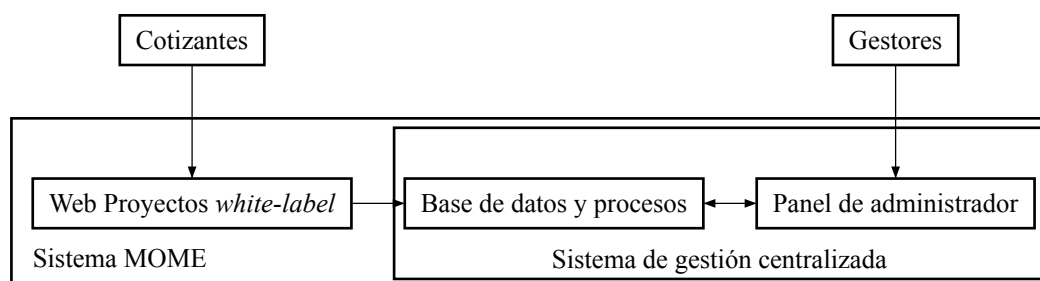 Cotizantes
Gestores
Web Proyectos white-label
Base de datos y procesos
Panel de administrador
Sistema MOME
Sistema de gestión centralizada